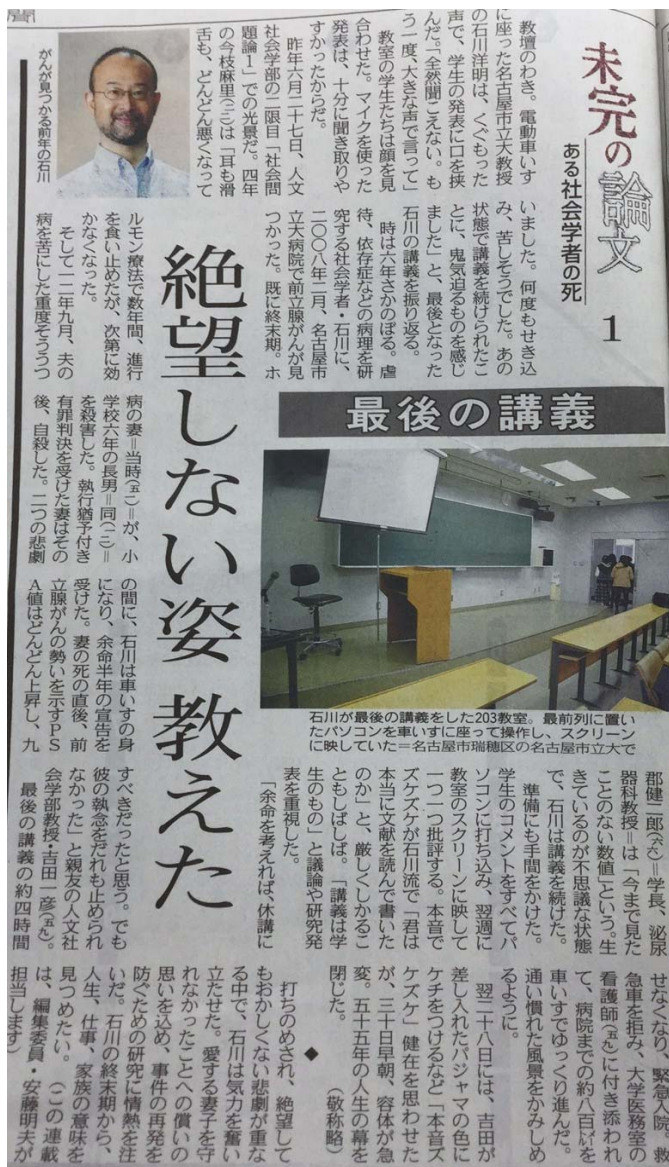 聞
未完の論文
ある社会学者の死
1
教壇のわき。電動車いす
に座った名古屋市立大教授
の石川洋明は、くぐもった
声で、学生の発表に口を挟
んだ。「全然聞こえない。も
う一度、大きな声で言って」
教室の学生たちは顔を見
合わせた。マイクを使った
発表は、十分に聞き取りや
すかったからだ。
昨年六月二十七日、人文
社会学部の二限目「社会問
題論1」での光景だ。四年
の今枝麻里(二二)は「耳も滑
舌も、どんどん悪くなって
がんが見つかる前年の石川
いました。何度もせき込
み、苦しそうでした。あの
状態で講義を続けられたこ
とに、鬼気迫るものを感じ
ました」と、最後となった
石川の講義を振り返る。
時は六年さかのぼる。虐
待、依存症などの病理を研
究する社会学者・石川に、
二〇〇八年二月、名古屋市
立大病院で前立腺がんが見
つかった。既に終末期。ホ
ルモン療法で数年間、進行
を食い止めたが、次第に効
かなくなった。
そして一二年九月、夫の
病を苦にした重度そううつ
絶望しない姿 教えた
最後の講義
石川が最後の講義をした203教室。最前列に置い
たパソコンを車いすに座って操作し、スクリーン
に映していた=名古屋市瑞穂区の名古屋市立大で
病の妻=当時(五一)=が、小
学校六年の長男=同(一二)=
を殺害した。執行猶予付き
有罪判決を受けた妻はその
後、自殺した。二つの悲劇
の間に、石川は車いすの身
になり、余命半年の宣告を
受けた。妻の死の直後、前
立腺がんの勢いを示すPS
A値はどんどん上昇し、九
郡健二郎(六六)=学長、泌尿
器科教授=は「今まで見た
ことのない数値」という。生
きているのが不思議な状態
で、石川は講義を続けた。
準備にも手間をかけた。
学生のコメントをすべてパ
ソコンに打ち込み、翌週に
教室のスクリーンに映して
一つ一つ批評する。本音で
ズケズケが石川流で「君は
本当に文献を読んで書いた
のか」と、厳しくしかるこ
ともしばしば。「講義は学
生のもの」と議論や研究発
表を重視した。
「余命を考えれば、休講に
すべきだったと思う。でも
彼の執念をだれも止められ
なかった」と親友の人文社
会学部教授・吉田一彦(五九)。
最後の講義の約四時間
せなくなり、緊急入院。救
急車を拒み、大学医務室の
看護師(五九)に付き添われ
て、病院までの約八百㍍を
車いすでゆっくり進んだ。
通い慣れた風景をかみしめ
るように。
翌二十八日には、吉田が
差し入れたパジャマの色に
ケチをつけるなど「本音ズ
ケズケ」健在を思わせた
が、三十日早朝、容体が急
変。五十五年の人生の幕を
閉じた。
(敬称略)
◆
打ちのめされ、絶望して
もおかしくない悲劇が重な
る中で、石川は気力を奮い
立たせた。愛する妻子を守
れなかったことへの償いの
思いを込め、事件の再発を
防ぐための研究に情熱を注
いだ。石川の終末期から、
人生、仕事、家族の意味を
見つめたい。
(この連載
は、編集委員・安藤明夫が
担当します)